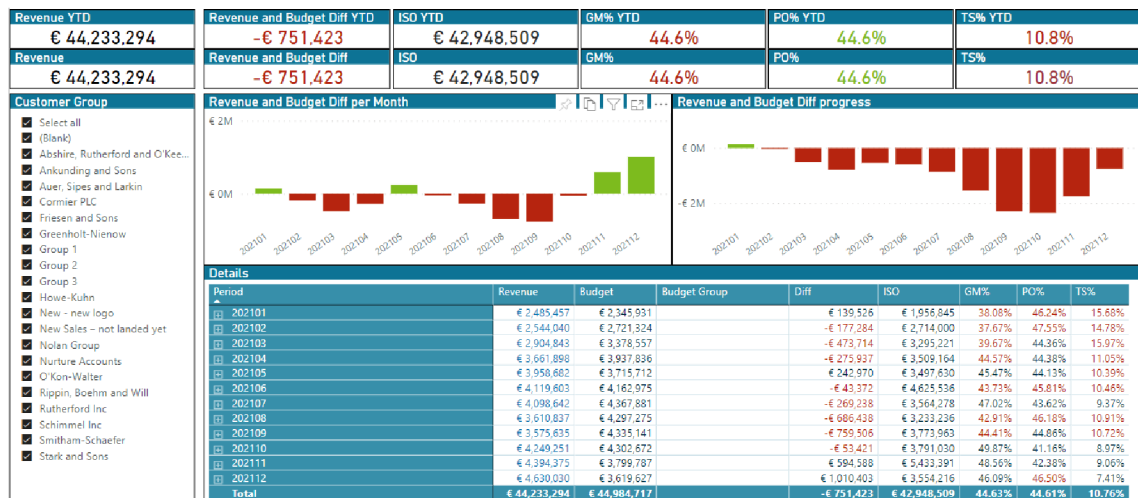 Revenue YTD
€ 44,233,294
Revenue and Budget Diff YTD
-€ 751,423
ISO YTD
€ 42,948,509
GM% YTD
44.6%
PO% YTD
44.6%
TS% YTD
10.8%
Revenue
€ 44,233,294
Revenue and Budget Diff
-€ 751,423
ISO
€ 42,948,509
GM%
44.6%
PO%
44.6%
TS%
10.8%
Customer Group
Select all
(Blank)
Abshire, Rutherford and O'Kee...
Ankunding and Sons
Auer, Sipes and Larkin
Cormier PLC
Friesen and Sons
Greenholt-Nienow
Group 1
Group 2
Group 3
Howe-Kuhn
New - new logo
New Sales – not landed yet
Nolan Group
Nurture Accounts
O'Kon-Walter
Rippin, Boehm and Will
Rutherford Inc
Schimmel Inc
Smitham-Schaefer
Stark and Sons
Revenue and Budget Diff per Month
€ 2M
€ 0M
202101 202102 202103 202104 202105 202106 202107 202108 202109 202110 202111 202112
Revenue and Budget Diff progress
€ 0M
-€ 2M
202101 202102 202103 202104 202105 202106 202107 202108 202109 202110 202111 202112
Details
Period Revenue Budget Budget Group Diff ISO GM% PO% TS%
202101 € 2,485,457 € 2,345,931 € 139,526 € 1,956,845 38.08% 46.24% 15.68%
202102 € 2,544,040 € 2,721,324 -€ 177,284 € 2,714,000 37.67% 47.55% 14.78%
202103 € 2,904,843 € 3,378,557 -€ 473,714 € 3,295,221 39.67% 44.36% 15.97%
202104 € 3,661,898 € 3,937,836 -€ 275,937 € 3,509,164 44.57% 44.38% 11.05%
202105 € 3,958,682 € 3,715,712 € 242,970 € 3,497,630 45.47% 44.13% 10.39%
202106 € 4,119,603 € 4,162,975 -€ 43,372 € 4,625,536 43.73% 45.81% 10.46%
202107 € 4,098,642 € 4,367,881 -€ 269,238 € 3,564,278 47.02% 43.62% 9.37%
202108 € 3,610,837 € 4,297,275 -€ 686,438 € 3,233,236 42.91% 46.18% 10.91%
202109 € 3,575,635 € 4,335,141 -€ 759,506 € 3,773,963 44.41% 44.86% 10.72%
202110 € 4,249,251 € 4,302,672 -€ 53,421 € 3,791,030 49.87% 41.16% 8.97%
202111 € 4,394,375 € 3,799,787 € 594,588 € 5,433,391 48.56% 42.38% 9.06%
202112 € 4,630,030 € 3,619,627 € 1,010,403 € 3,554,216 46.09% 46.50% 7.41%
Total € 44,233,294 € 44,984,717 -€ 751,423 € 42,948,509 44.63% 44.61% 10.76%